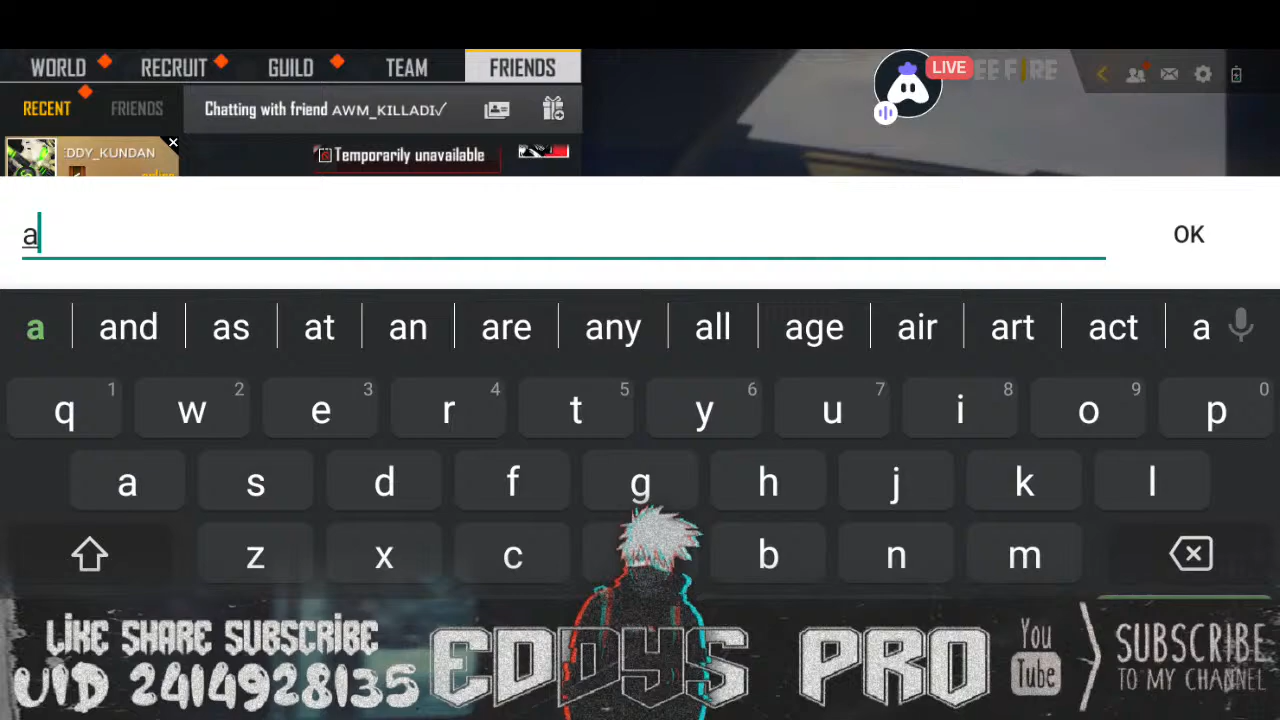 WORLD RECRUIT GUILD TEAM FRIENDS
LIVE
EE FIRE
RECENT FRIENDS Chatting with friend AWM_KILLADI✓
:DDY_KUNDAN
Temporarily unavailable
a
OK
a and as at an are any all age air art act a
q 1 w 2 e 3 r 4 t 5 y 6 u 7 i 8 o 9 p 0
a s d f g h j k l
z x c b n m
LIKE SHARE SUBSCRIBE
UID 2414928135
EDDYS PRO
You
Tube
SUBSCRIBE
TO MY CHANNEL